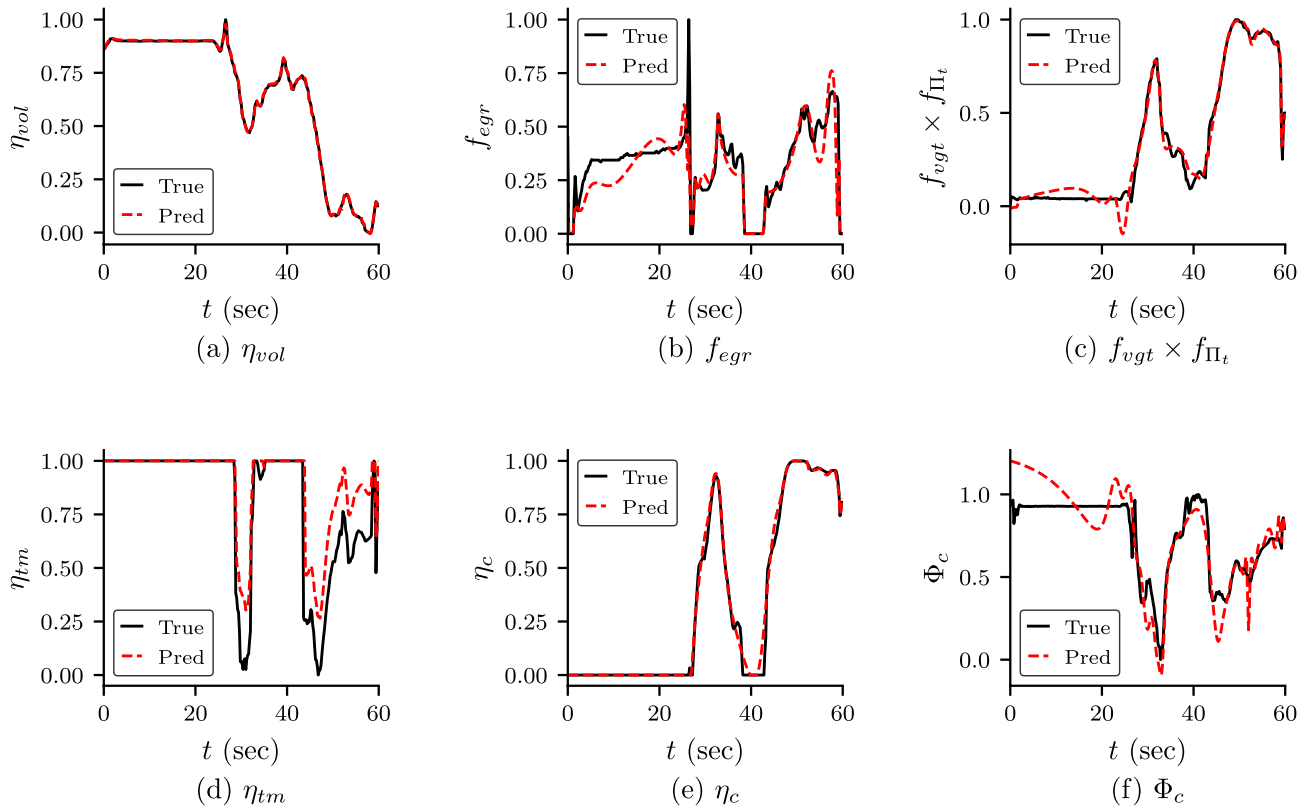 1.00
0.75
0.50
0.25
0.00
η_vol
True
Pred
0 20 40 60
t (sec)
(a) η_vol
1.00
0.75
0.50
0.25
0.00
f_egr
True
Pred
0 20 40 60
t (sec)
(b) f_egr
1.0
0.5
0.0
f_vgt × f_Π_t
True
Pred
0 20 40 60
t (sec)
(c) f_vgt × f_Π_t
1.00
0.75
0.50
0.25
0.00
η_tm
True
Pred
0 20 40 60
t (sec)
(d) η_tm
1.00
0.75
0.50
0.25
0.00
η_c
True
Pred
0 20 40 60
t (sec)
(e) η_c
1.0
0.5
0.0
Φ_c
True
Pred
0 20 40 60
t (sec)
(f) Φ_c